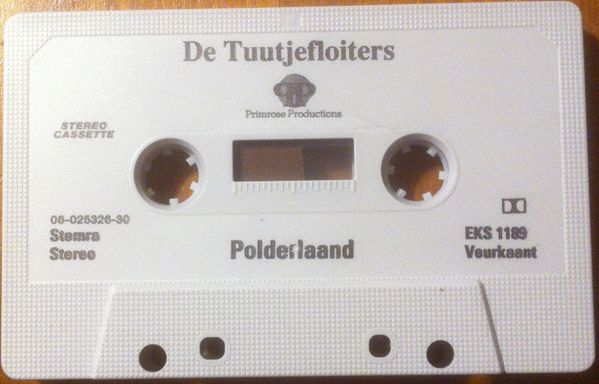 De Tuutjefloiters
Primrose Productions
STEREO
CASSETTE
08-025326-30
Stemra
Stereo
Polderlaand
EKS 1189
Veurkaant